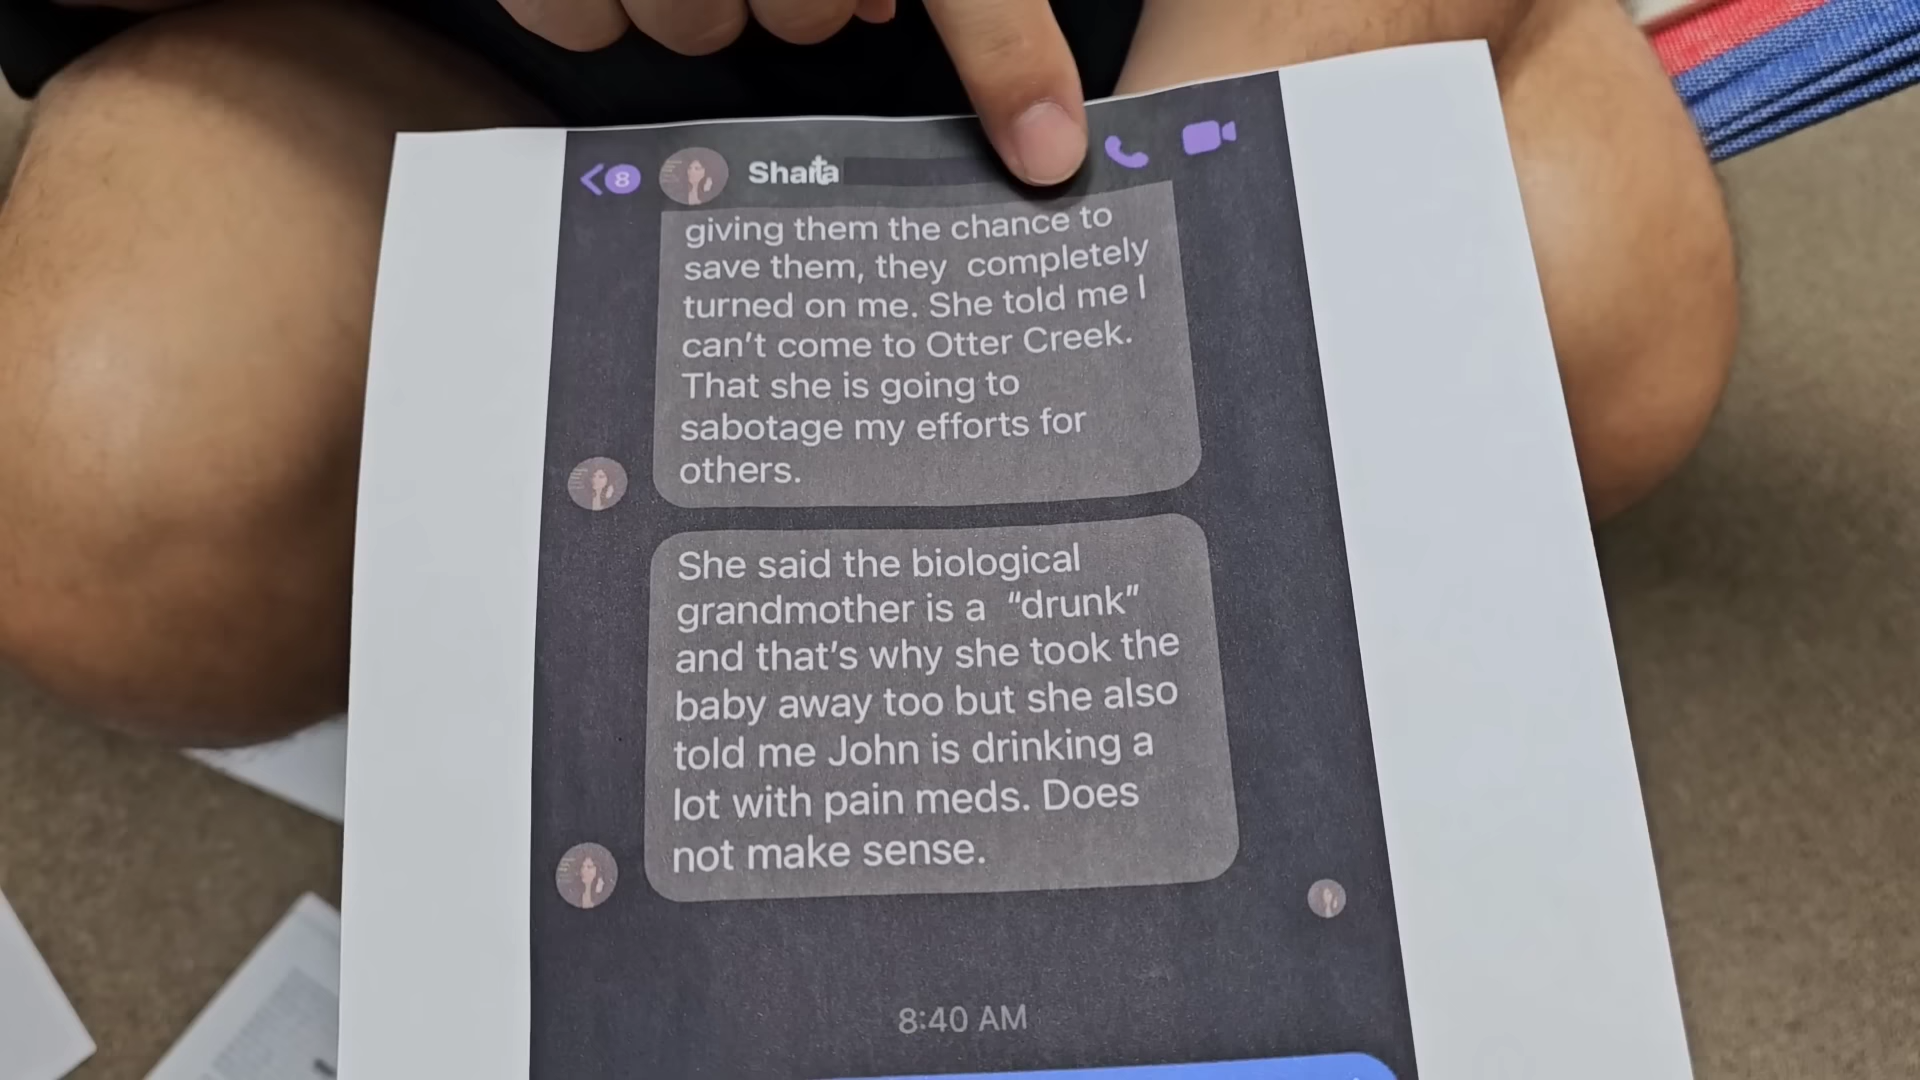 8
giving them the chance to
save them, they completely
turned on me. She told me I
can't come to Otter Creek.
That she is going to
sabotage my efforts for
others.
She said the biological
grandmother is a "drunk"
and that's why she took the
baby away too but she also
told me John is drinking a
lot with pain meds. Does
not make sense.
8:40 AM